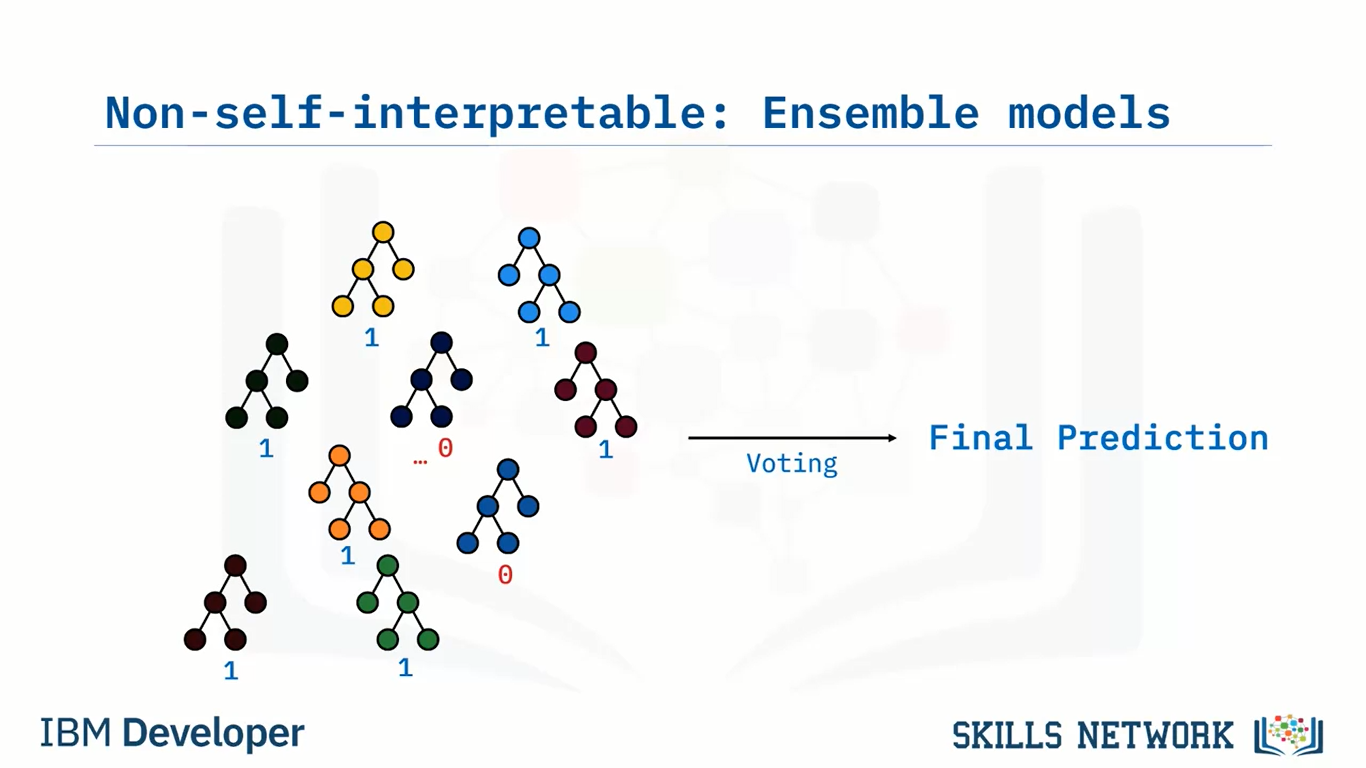 Non-self-interpretable: Ensemble models
1
1
1
… 0
1
Voting
Final Prediction
1
0
1
1
IBM Developer
SKILLS NETWORK